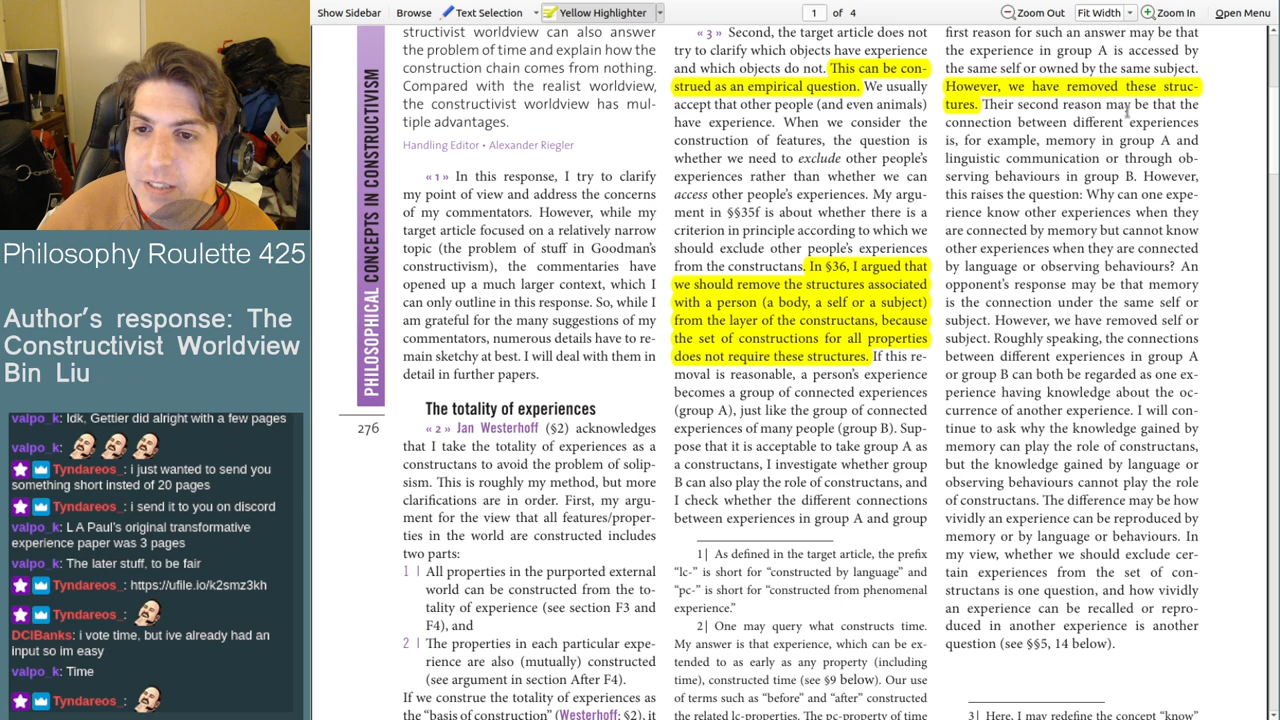 Show Sidebar Browse Text Selection Yellow Highlighter 1 of 4 Zoom Out Fit Width Zoom In Open Menu
Philosophy Roulette 425
Author's response: The
Constructivist Worldview
Bin Liu
valpo_k: Idk, Gettier did alright with a few pages
valpo_k:
Tyndareos_: i just wanted to send you
something short insted of 20 pages
Tyndareos_: i send it to you on discord
valpo_k: L A Paul's original transformative
experience paper was 3 pages
valpo_k: The later stuff, to be fair
Tyndareos_: https://ufile.io/k2smz3kh
Tyndareos_:
DCIBanks: i vote time, but ive already had an
input so im easy
valpo_k: Time
Tyndareos_:
PHILOSOPHICAL CONCEPTS IN CONSTRUCTIVISM
276
structivist worldview can also answer
the problem of time and explain how the
construction chain comes from nothing.
Compared with the realist worldview,
the constructivist worldview has mul-
tiple advantages.
Handling Editor • Alexander Riegler
« 1 » In this response, I try to clarify
my point of view and address the concerns
of my commentators. However, while my
target article focused on a relatively narrow
topic (the problem of stuff in Goodman's
constructivism), the commentaries have
opened up a much larger context, which I
can only outline in this response. So, while I
am grateful for the many suggestions of my
commentators, numerous details have to re-
main sketchy at best. I will deal with them in
detail in further papers.
The totality of experiences
« 2 » Jan Westerhoff (§2) acknowledges
that I take the totality of experiences as a
constructans to avoid the problem of solip-
sism. This is roughly my method, but more
clarifications are in order. First, my argu-
ment for the view that all features/proper-
ties in the world are constructed includes
two parts:
1 | All properties in the purported external
world can be constructed from the to-
tality of experience (see section F3 and
F4), and
2 | The properties in each particular expe-
rience are also (mutually) constructed
(see argument in section After F4).
If we construct the totality of experiences as
the "basis of construction" (Westerhoff: §2), it
« 3 » Second, the target article does not
try to clarify which objects have experience
and which objects do not. This can be con-
strued as an empirical question. We usually
accept that other people (and even animals)
have experience. When we consider the
construction of features, the question is
whether we need to exclude other people's
experiences rather than whether we can
access other people's experiences. My argu-
ment in §§35f is about whether there is a
criterion in principle according to which we
should exclude other people's experiences
from the constructans. In §36, I argued that
we should remove the structures associated
with a person (a body, a self or a subject)
from the layer of the constructans, because
the set of constructions for all properties
does not require these structures. If this re-
moval is reasonable, a person's experience
becomes a group of connected experiences
(group A), just like the group of connected
experiences of many people (group B). Sup-
pose that it is acceptable to take group A as
a constructans, I investigate whether group
B can also play the role of constructans, and
I check whether the different connections
between experiences in group A and group
1 | As defined in the target article, the prefix
"lc-" is short for "constructed by language" and
"pc-" is short for "constructed from phenomenal
experience."
2 | One may query what constructs time.
My answer is that experience, which can be ex-
tended to as early as any property (including
time), constructed time (see §9 below). Our use
of terms such as "before" and "after" constructed
the related lc-properties. The pc-property of time
first reason for such an answer may be that
the experience in group A is accessed by
the same self or owned by the same subject.
However, we have removed these struc-
tures. Their second reason may be that the
connection between different experiences
is, for example, memory in group A and
linguistic communication or through ob-
serving behaviours in group B. However,
this raises the question: Why can one expe-
rience know other experiences when they
are connected by memory but cannot know
other experiences when they are connected
by language or observing behaviours? An
opponent's response may be that memory
is the connection under the same self or
subject. However, we have removed self or
subject. Roughly speaking, the connections
between different experiences in group A
or group B can both be regarded as one ex-
perience having knowledge about the oc-
currence of another experience. I will con-
tinue to ask why the knowledge gained by
memory can play the role of constructans,
but the knowledge gained by language or
observing behaviours cannot play the role
of constructans. The difference may be how
vividly an experience can be reproduced by
memory or by language or behaviours. In
my view, whether we should exclude cer-
tain experiences from the set of con-
structans is one question, and how vividly
an experience can be recalled or repro-
duced in another experience is another
question (see §§5, 14 below).
3 | Here, I may redefine the concept "know"